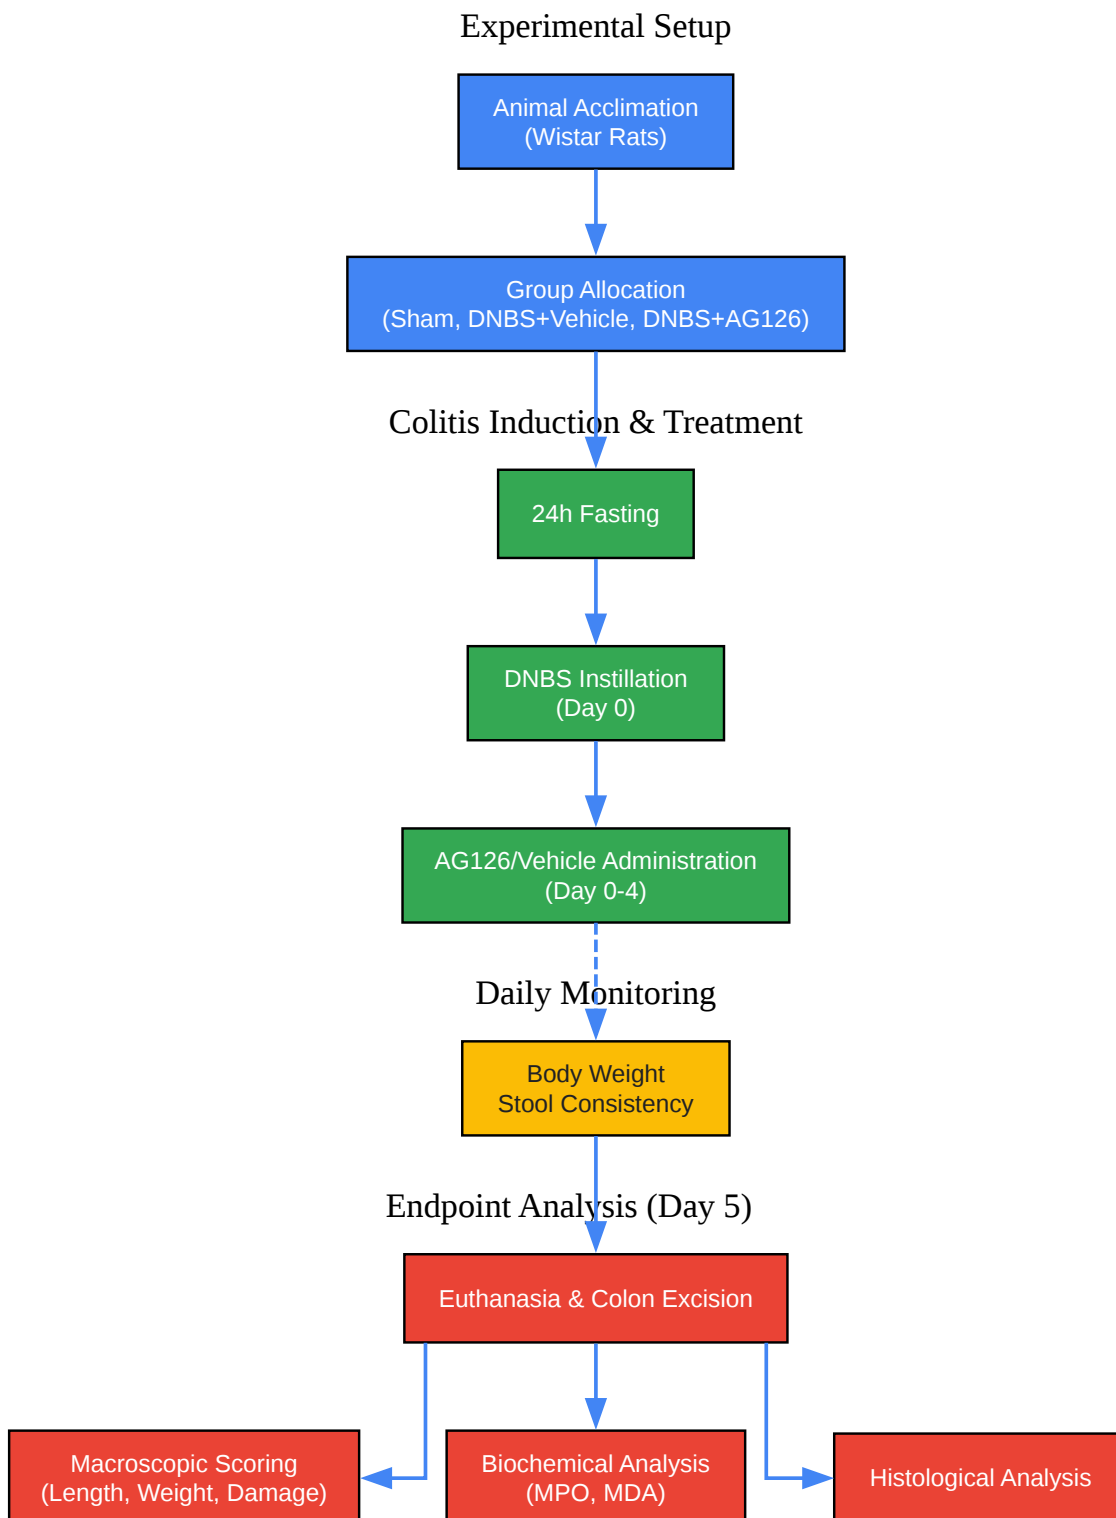 Experimental Setup
Animal Acclimation
(Wistar Rats)
Group Allocation
(Sham, DNBS+Vehicle, DNBS+AG126)
Colitis Induction & Treatment
24h Fasting
DNBS Instillation
(Day 0)
AG126/Vehicle Administration
(Day 0-4)
Daily Monitoring
Body Weight
Stool Consistency
Endpoint Analysis (Day 5)
Euthanasia & Colon Excision
Macroscopic Scoring
(Length, Weight, Damage)
Biochemical Analysis
(MPO, MDA)
Histological Analysis